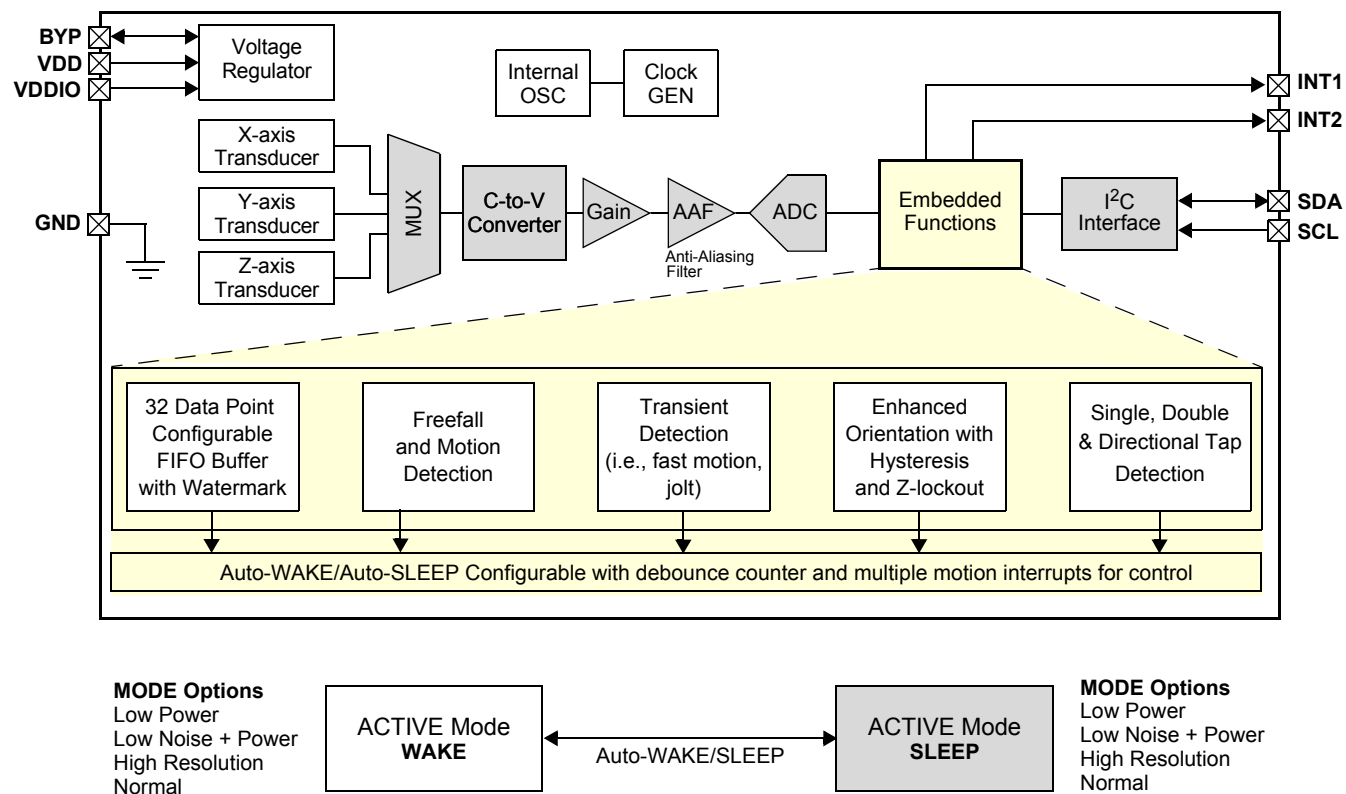 BYP
VDD
VDDIO
GND
Voltage
Regulator
Internal
OSC
Clock
GEN
X-axis
Transducer
Y-axis
Transducer
Z-axis
Transducer
MUX
C-to-V
Converter
Gain
AAF
Anti-Aliasing
Filter
ADC
Embedded
Functions
I²C
Interface
INT1
INT2
SDA
SCL
32 Data Point
Configurable
FIFO Buffer
with Watermark
Freefall
and Motion
Detection
Transient
Detection
(i.e., fast motion,
jolt)
Enhanced
Orientation with
Hysteresis
and Z-lockout
Single, Double
& Directional Tap
Detection
Auto-WAKE/Auto-SLEEP Configurable with debounce counter and multiple motion interrupts for control
MODE Options
Low Power
Low Noise + Power
High Resolution
Normal
ACTIVE Mode
WAKE
Auto-WAKE/SLEEP
ACTIVE Mode
SLEEP
MODE Options
Low Power
Low Noise + Power
High Resolution
Normal